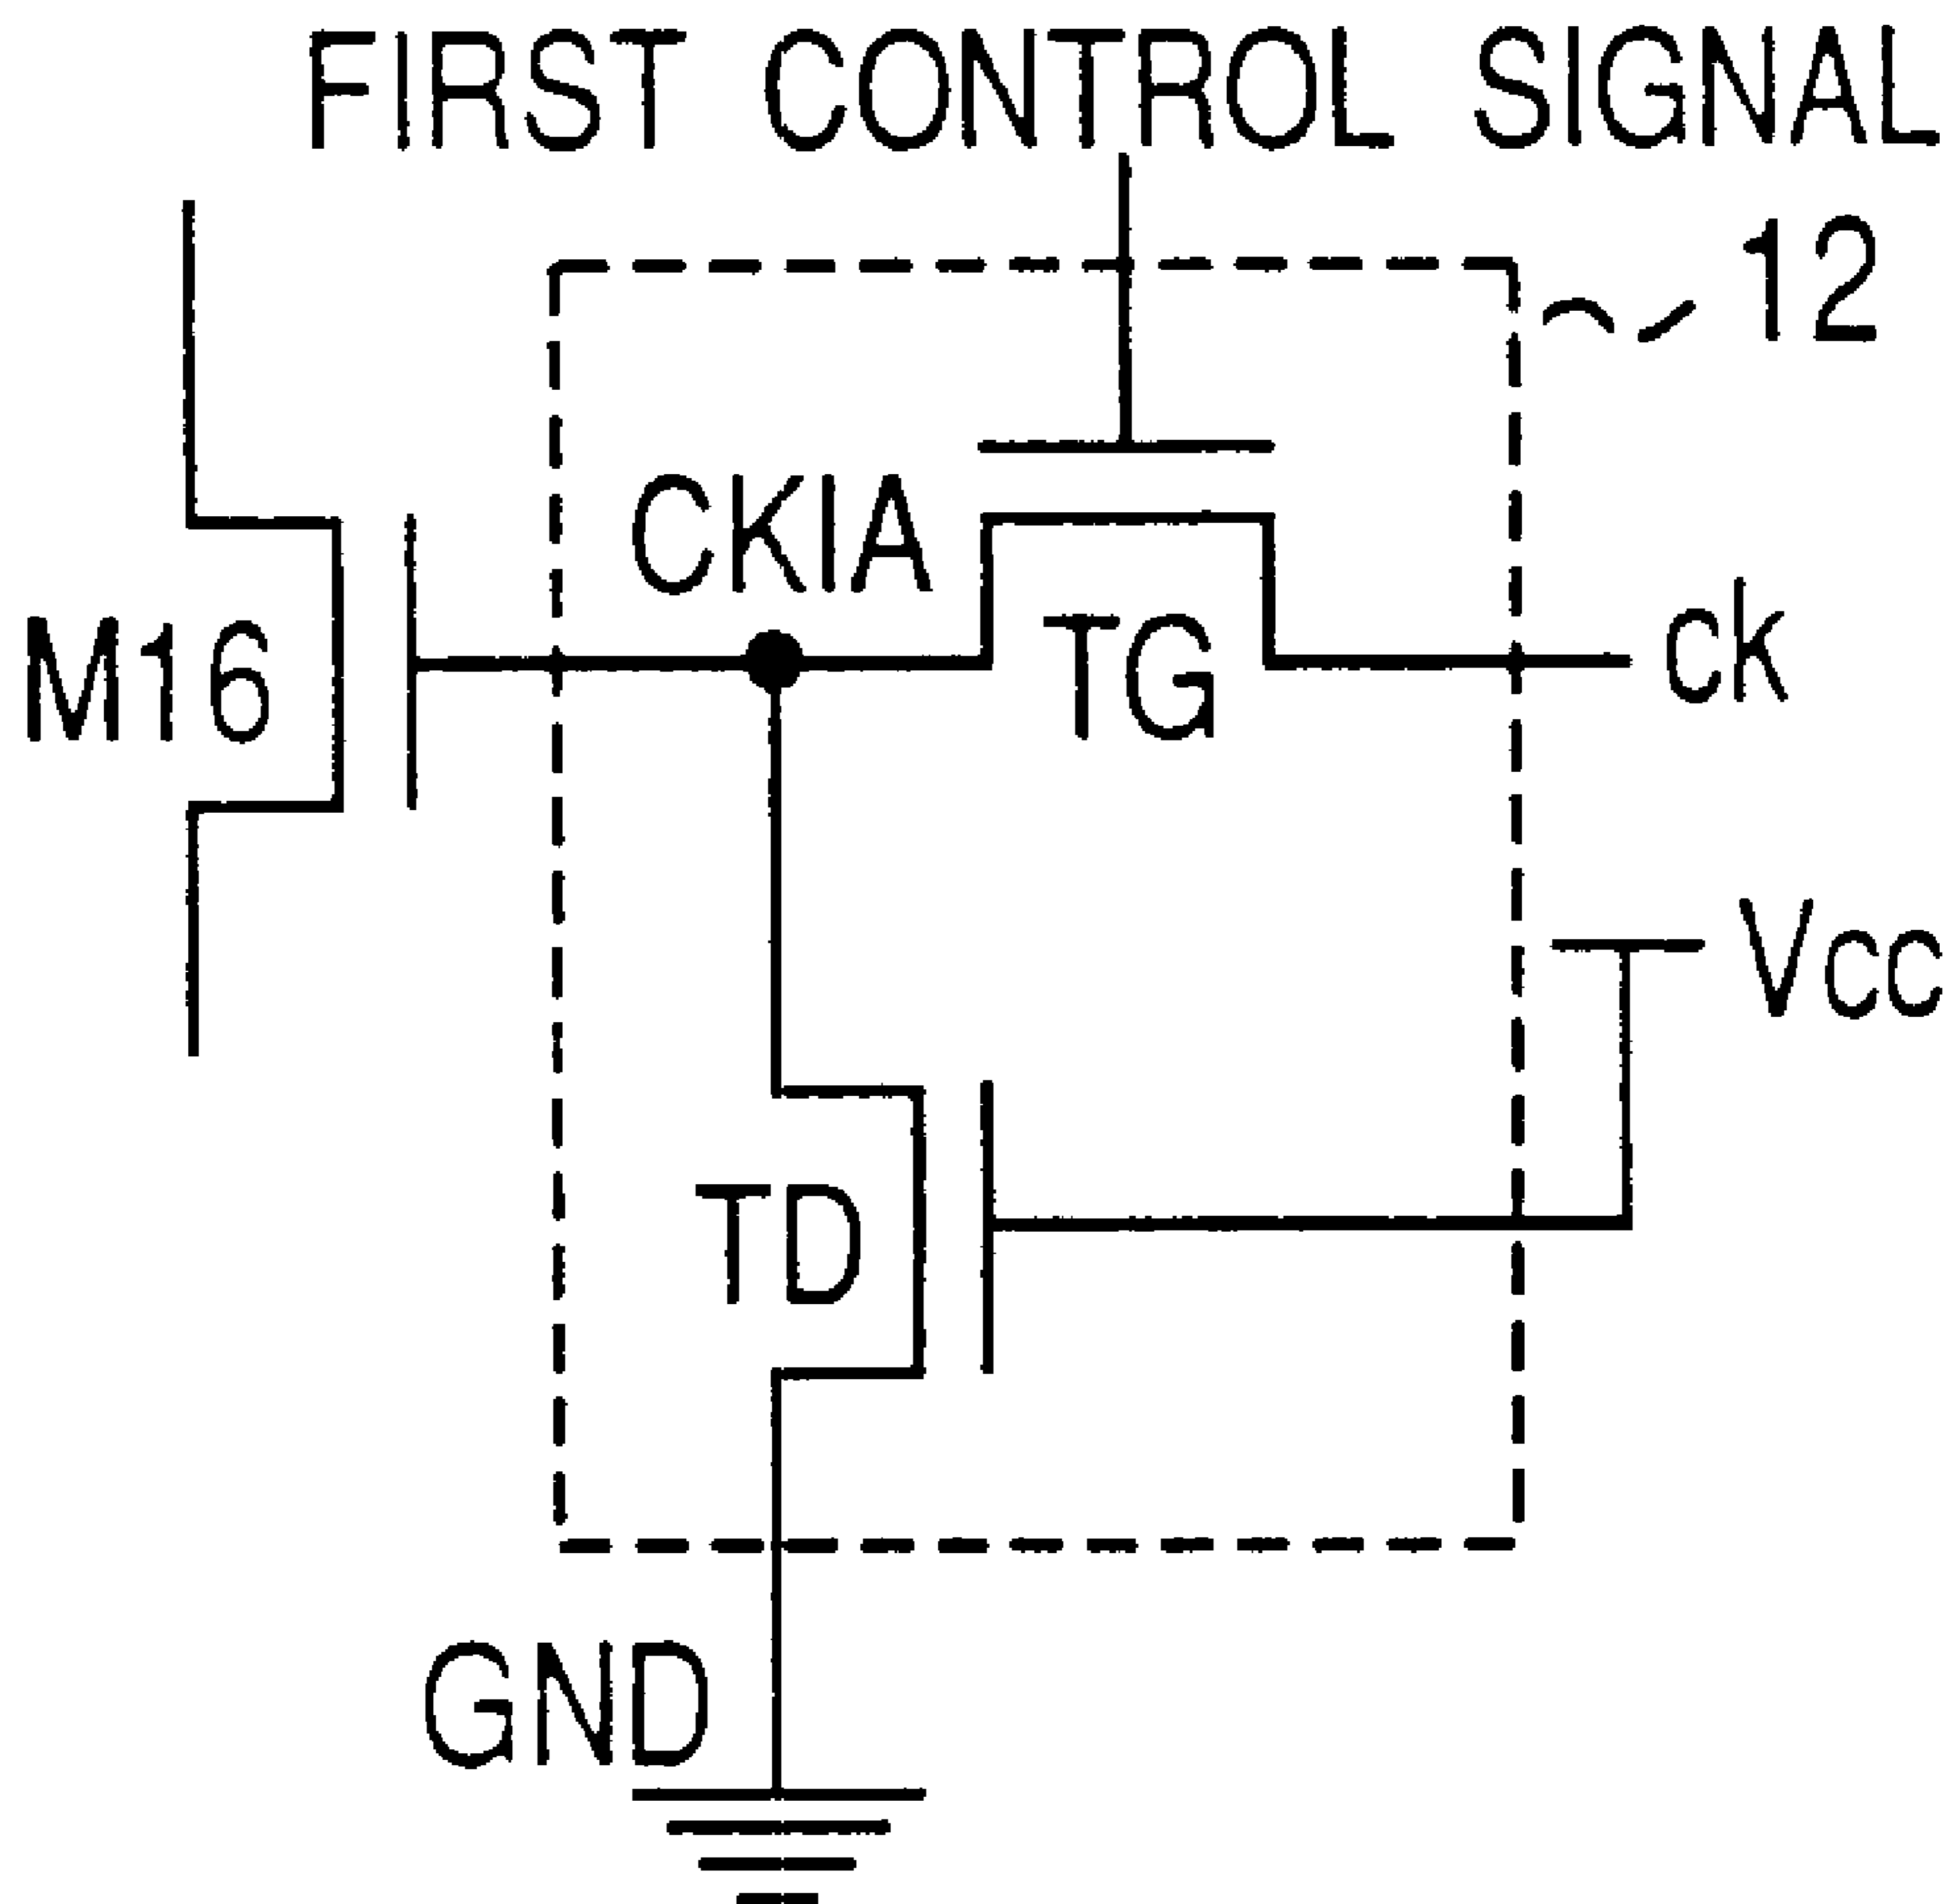 FIRST CONTROL SIGNAL
12
CKIA
M16
TG
ck
Vcc
TD
GND